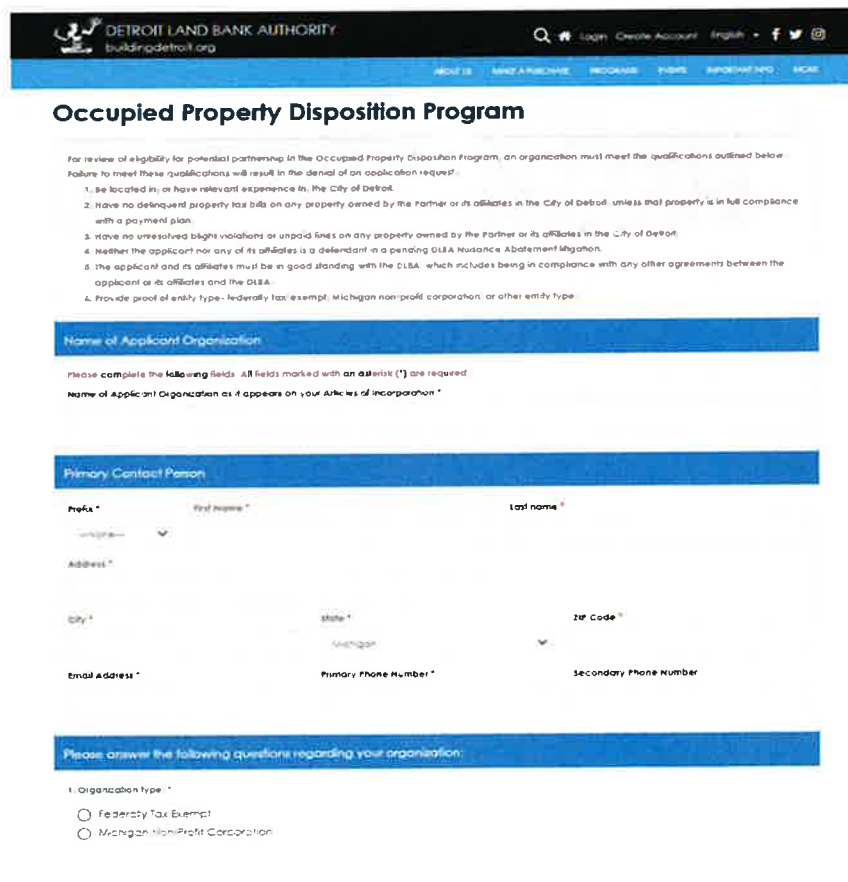 DETROIT LAND BANK AUTHORITY
buildingdetroit.org
Login Create Account English
ABOUT US MAKE A PURCHASE PROGRAMS EVENTS IMPORTANT INFO MORE
Occupied Property Disposition Program
For review of eligibility for potential partnership in the Occupied Property Disposition Program, an organization must meet the qualifications outlined below.
Failure to meet these qualifications will result in the denial of an application request.
1. Be located in, or have relevant experience in, the City of Detroit.
2. Have no delinquent property tax bills on any property owned by the Partner or its affiliates in the City of Detroit, unless that property is in full compliance
with a payment plan.
3. Have no unresolved blight violations or unpaid fines on any property owned by the Partner or its affiliates in the City of Detroit.
4. Neither the applicant nor any of its affiliates is a defendant in a pending DLBA Nuisance Abatement litigation.
5. The applicant and its affiliates must be in good standing with the DLBA, which includes being in compliance with any other agreements between the
applicant or its affiliates and the DLBA.
6. Provide proof of entity type- federally tax exempt, Michigan non-profit corporation, or other entity type.
Name of Applicant Organization
Please complete the following fields. All fields marked with an asterisk (*) are required.
Name of Applicant Organization as it appears on your Articles of Incorporation *
Primary Contact Person
Prefix * First Name * Last name *
Address *
City * State * ZIP Code *
Michigan
Email Address * Primary Phone Number * Secondary Phone Number
Please answer the following questions regarding your organization:
1. Organization type: *
Federally Tax Exempt
Michigan Non-Profit Corporation